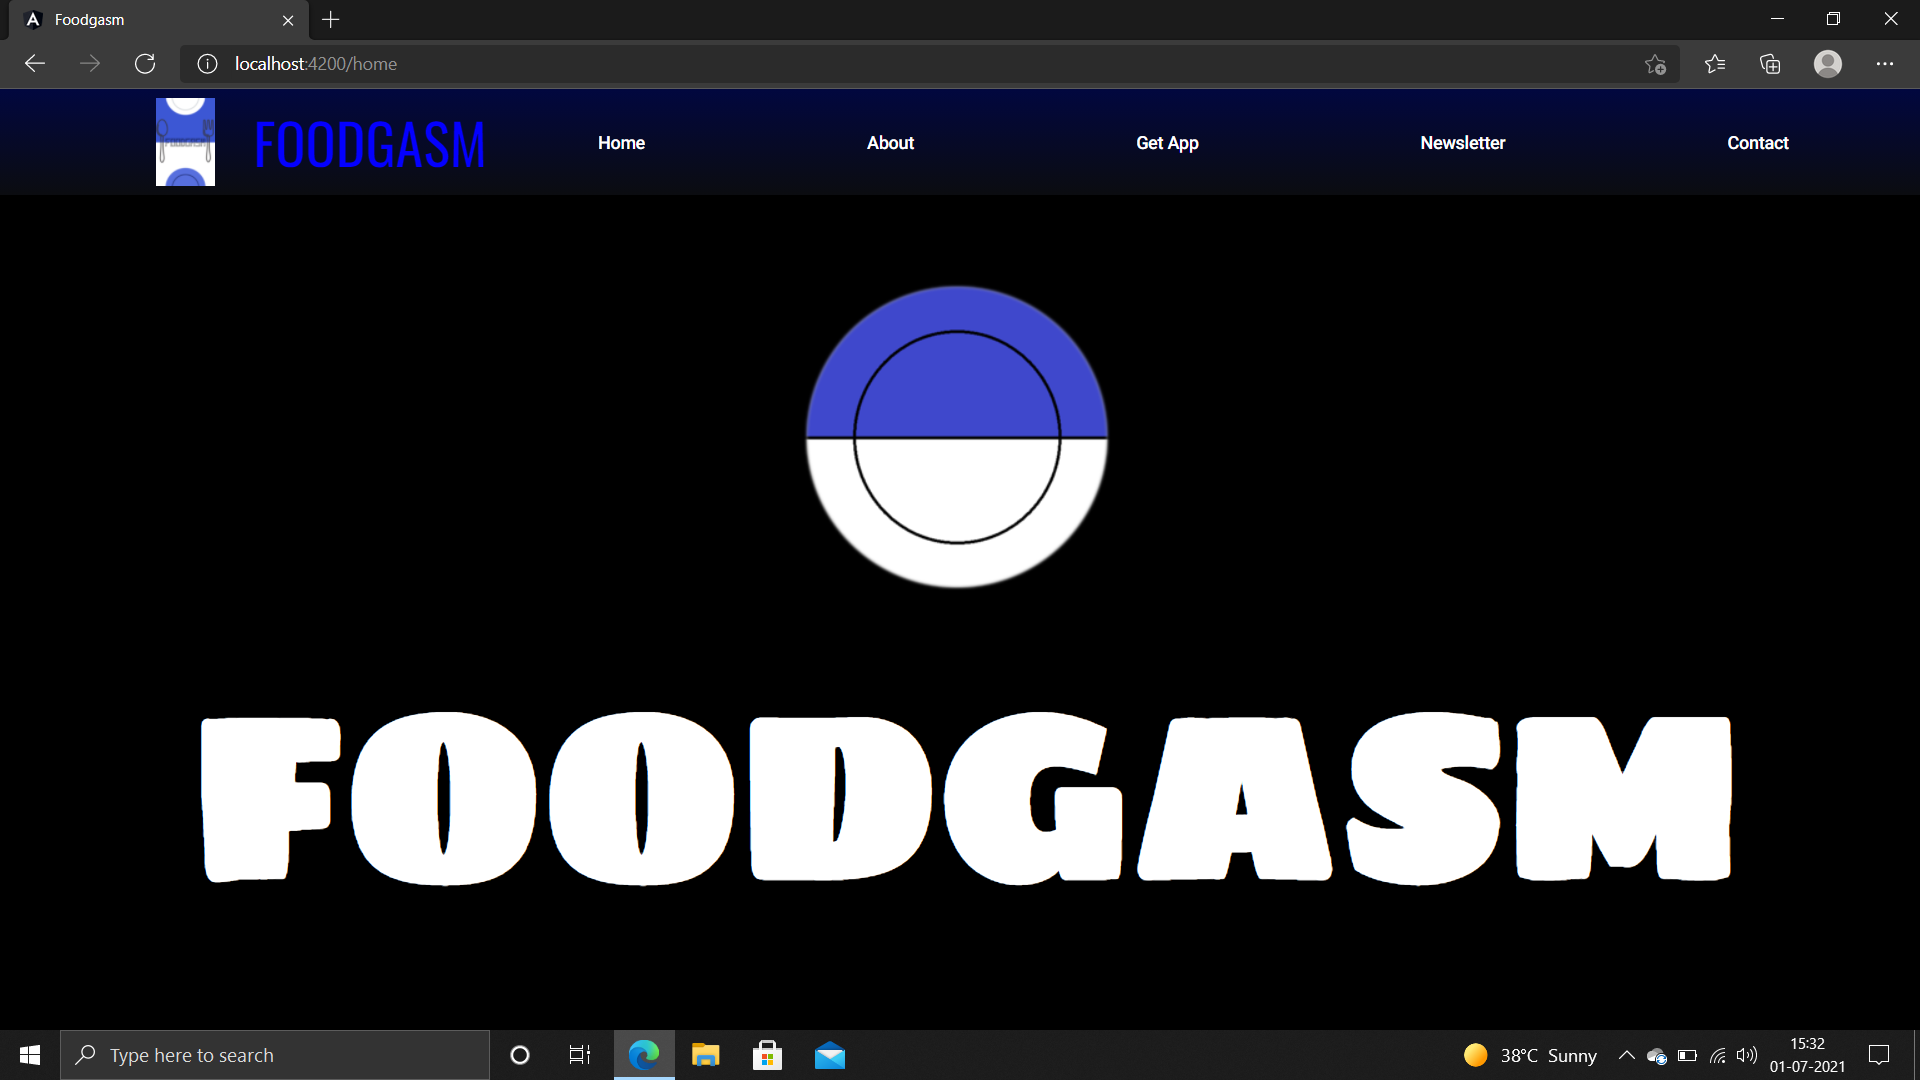 Foodgasm
localhost:4200/home
FOODGASM
FOODGASM
Home
About
Get App
Newsletter
Contact
FOODGASM
Type here to search
38°C Sunny
15:32
01-07-2021